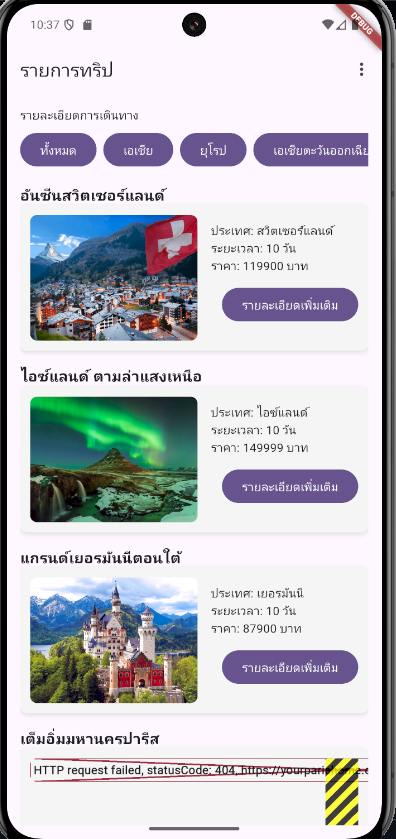 10:37
DEBUG
รายการทริป
รายละเอียดการเดินทาง
ทั้งหมด
เอเชีย
ยุโรป
เอเชียตะวันออกเฉีย
อันซีนสวิตเซอร์แลนด์
ประเทศ: สวิตเซอร์แลนด์
ระยะเวลา: 10 วัน
ราคา: 119900 บาท
รายละเอียดเพิ่มเติม
ไอซ์แลนด์ ตามล่าแสงเหนือ
ประเทศ: ไอซ์แลนด์
ระยะเวลา: 10 วัน
ราคา: 149999 บาท
รายละเอียดเพิ่มเติม
แกรนด์เยอรมันนีตอนใต้
ประเทศ: เยอรมันนี
ระยะเวลา: 10 วัน
ราคา: 87900 บาท
รายละเอียดเพิ่มเติม
เต็มอิ่มมหานครปารีส
HTTP request failed, statusCode: 404,